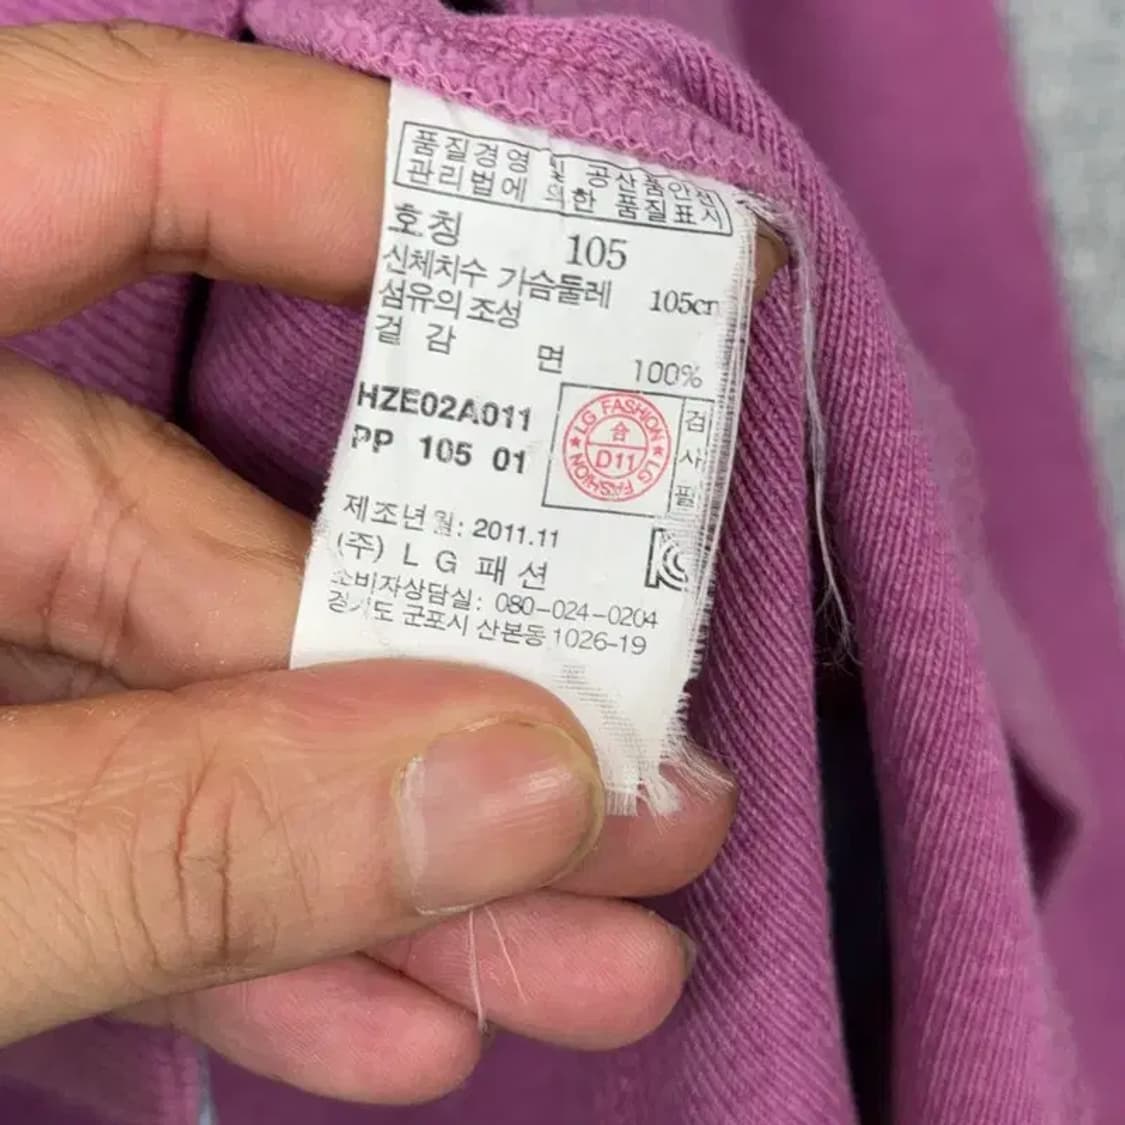 품질경영 및 공산품안전
관리법에 의한 품질표시
호칭 105
신체치수 가슴둘레 105cm
섬유의 조성
겉 감 면 100%
HZE02A011
PP 105 01
LG FASHION ★ LG FASHION ★
合
D11
검
사
필
제조년월: 2011.11
(주) L G 패션
소비자상담실: 080-024-0204
경기도 군포시 산본동 1026-19